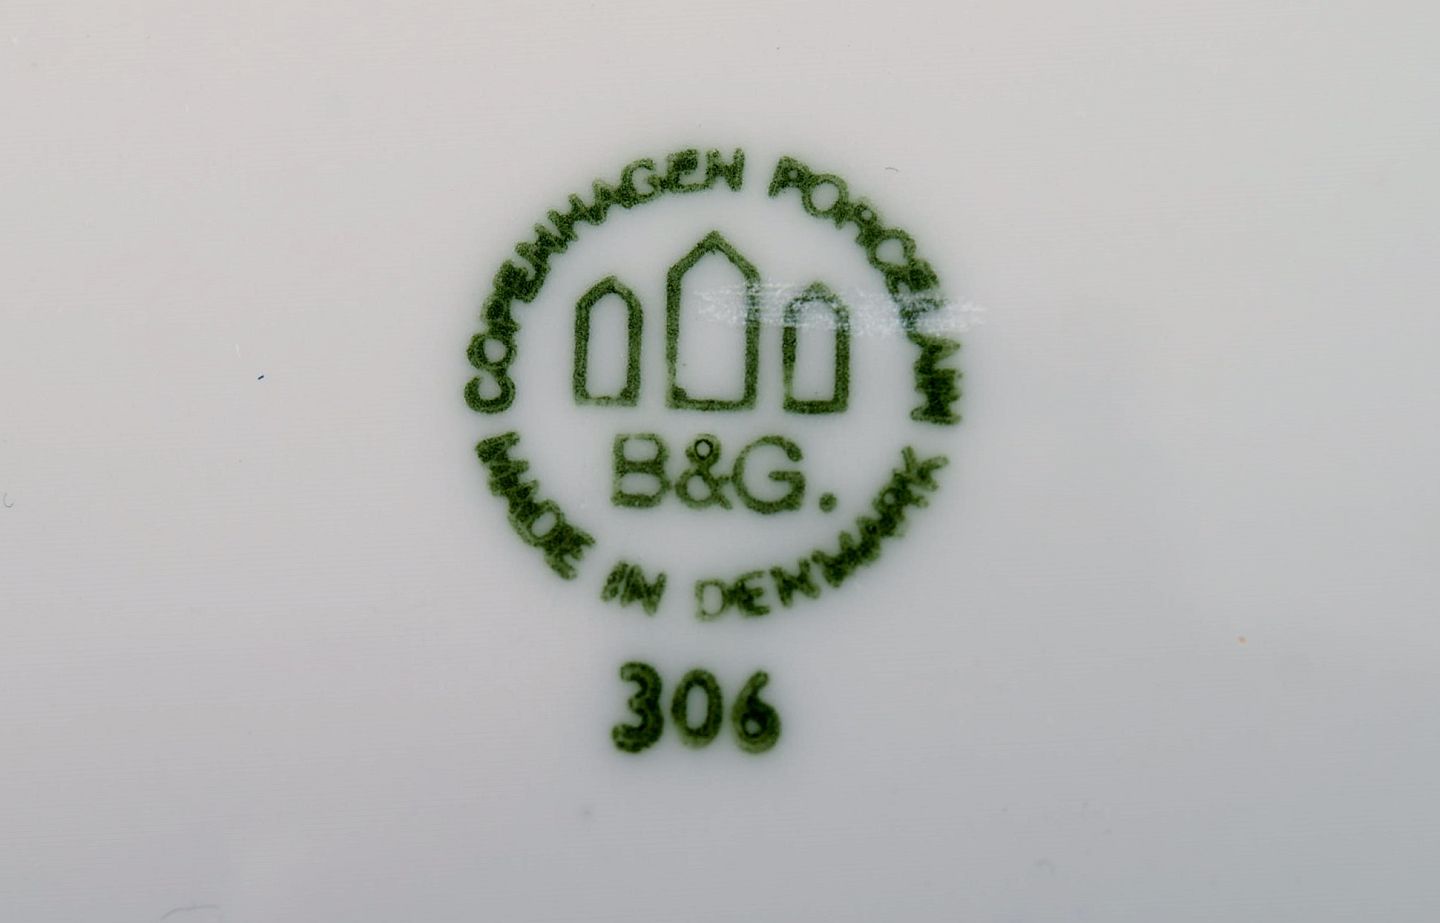 COPENHAGEN PORCELAIN
B&G.
MADE IN DENMARK
306